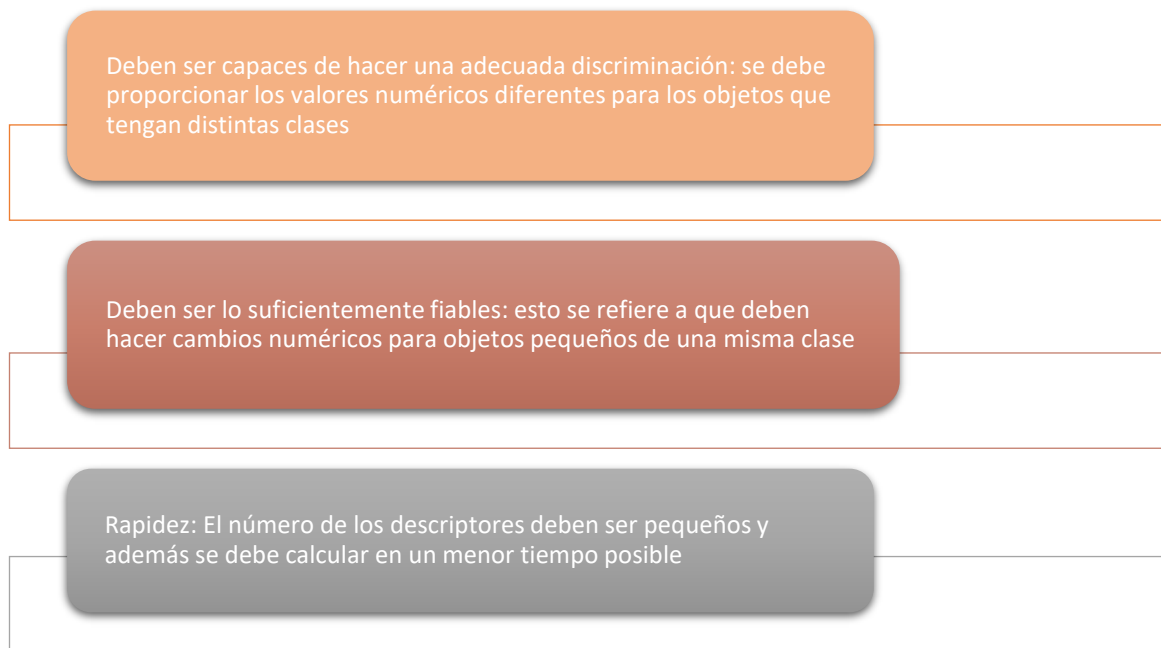 Deben ser capaces de hacer una adecuada discriminación: se debe
proporcionar los valores numéricos diferentes para los objetos que
tengan distintas clases
Deben ser lo suficientemente fiables: esto se refiere a que deben
hacer cambios numéricos para objetos pequeños de una misma clase
Rapidez: El número de los descriptores deben ser pequeños y
además se debe calcular en un menor tiempo posible